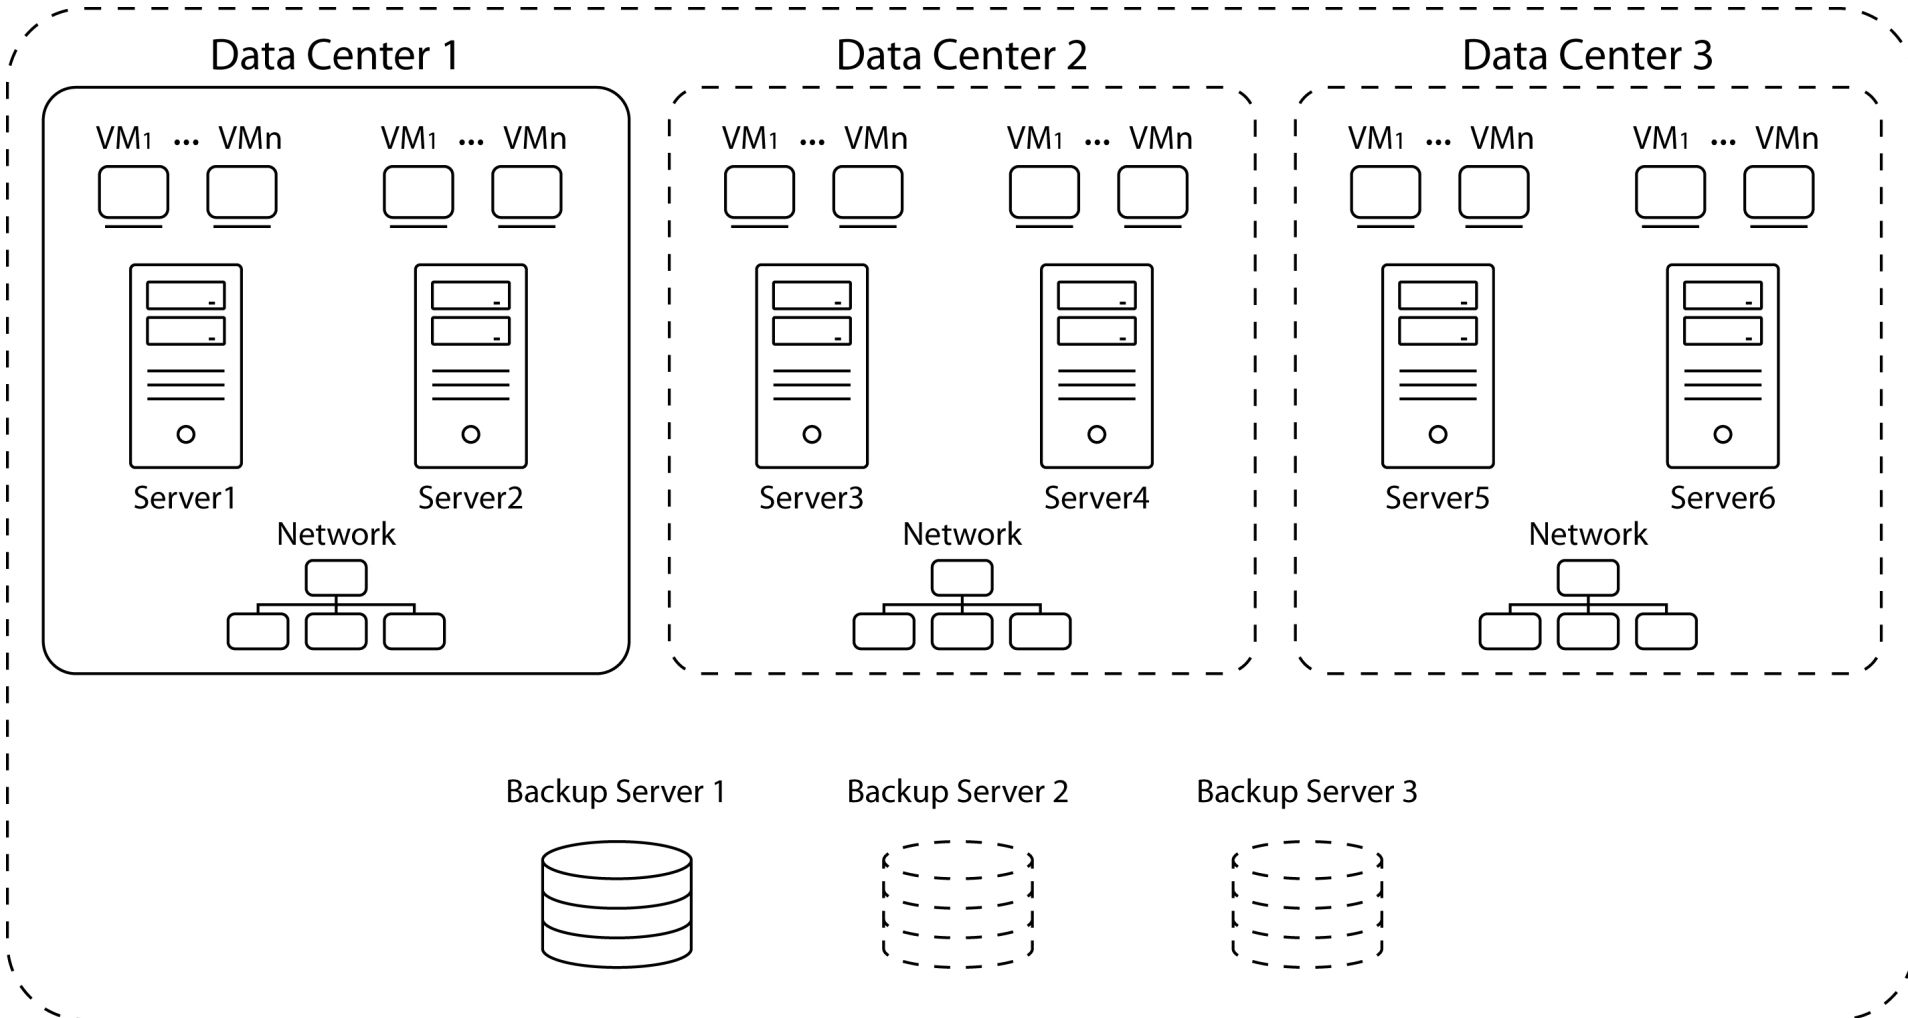 Data Center 1 Data Center 2 Data Center 3
VM1 ... VMn VM1 ... VMn VM1 ... VMn VM1 ... VMn VM1 ... VMn VM1 ... VMn
Server1 Server2 Server3 Server4 Server5 Server6
Network Network Network
Backup Server 1 Backup Server 2 Backup Server 3